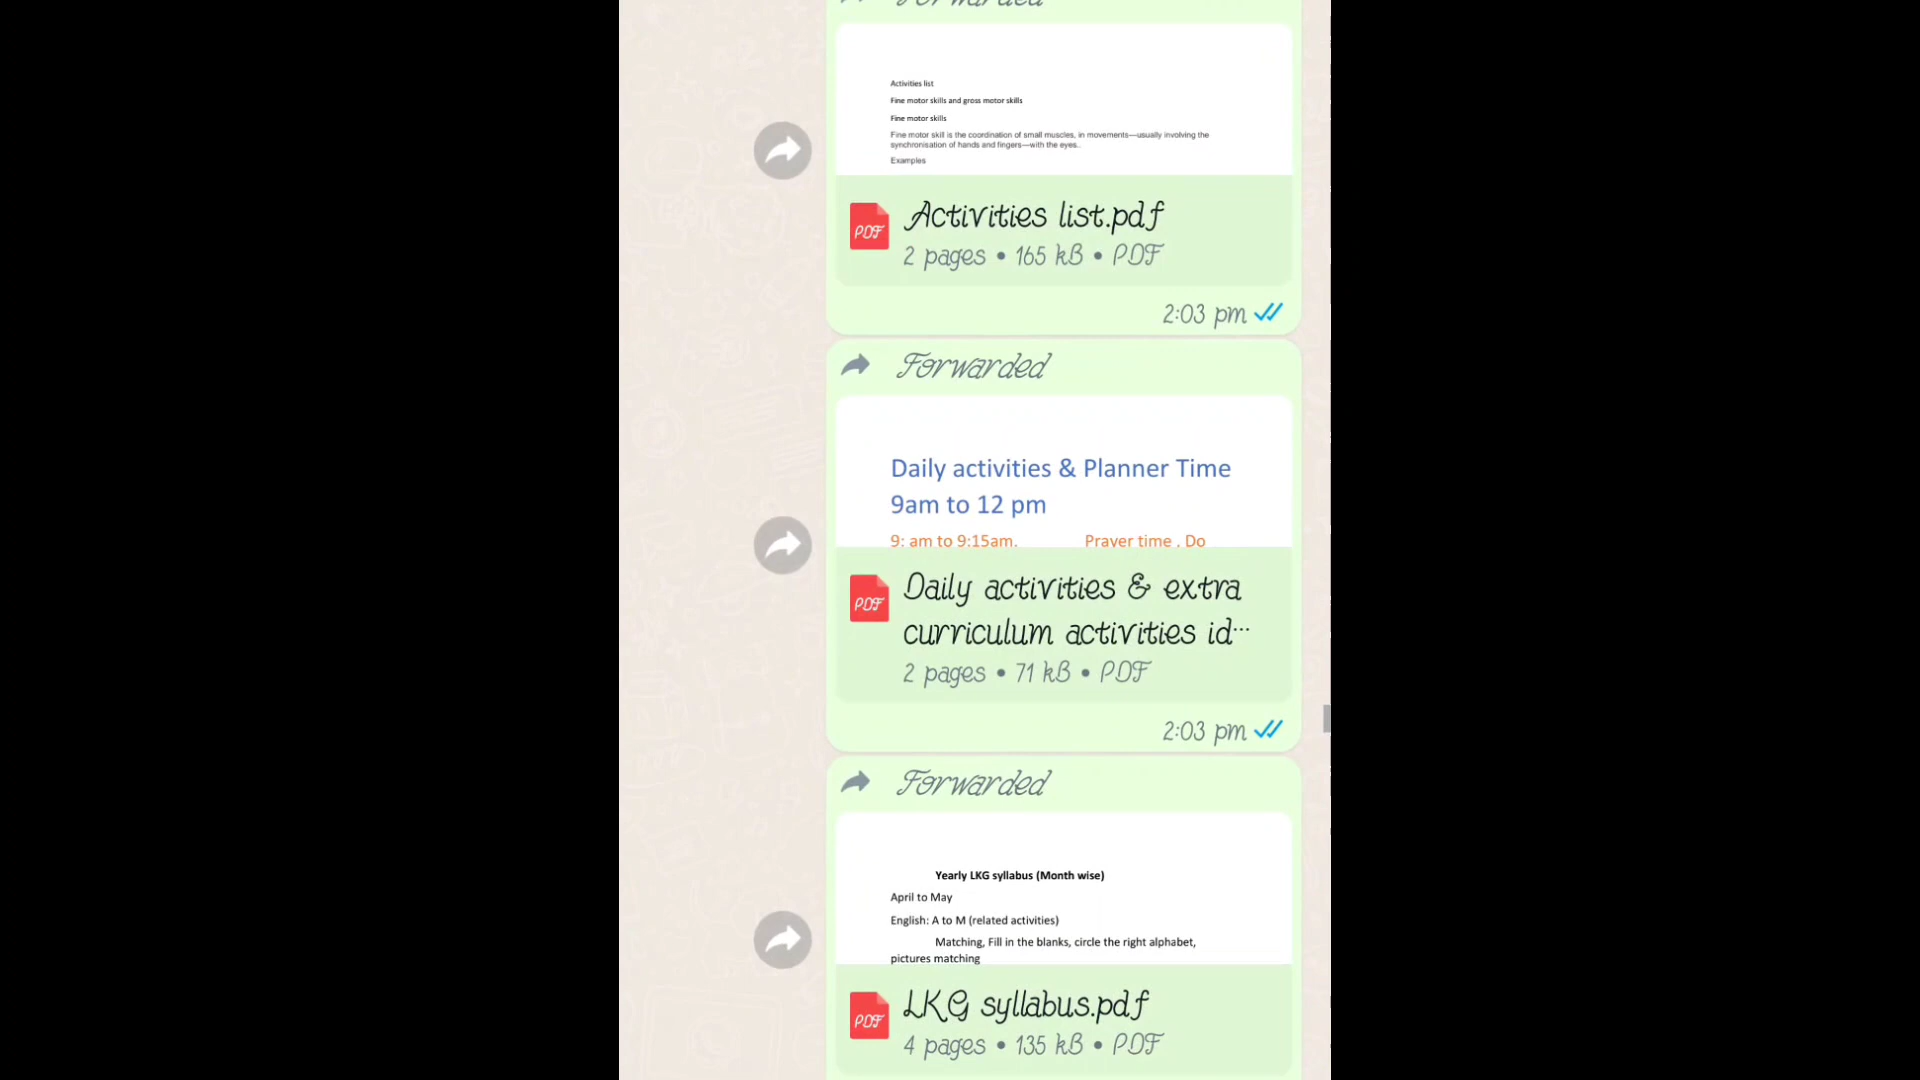 Forwarded
Activities list
Fine motor skills and gross motor skills
Fine motor skills
Fine motor skill is the coordination of small muscles, in movements—usually involving the
synchronisation of hands and fingers—with the eyes..
Examples
PDF
Activities list.pdf
2 pages • 165 kB • PDF
2:03 pm
Forwarded
Daily activities & Planner Time
9am to 12 pm
9: am to 9:15am. Prayer time . Do
PDF
Daily activities & extra
curriculum activities id...
2 pages • 71 kB • PDF
2:03 pm
Forwarded
Yearly LKG syllabus (Month wise)
April to May
English: A to M (related activities)
Matching, Fill in the blanks, circle the right alphabet,
pictures matching
PDF
LKG syllabus.pdf
4 pages • 135 kB • PDF